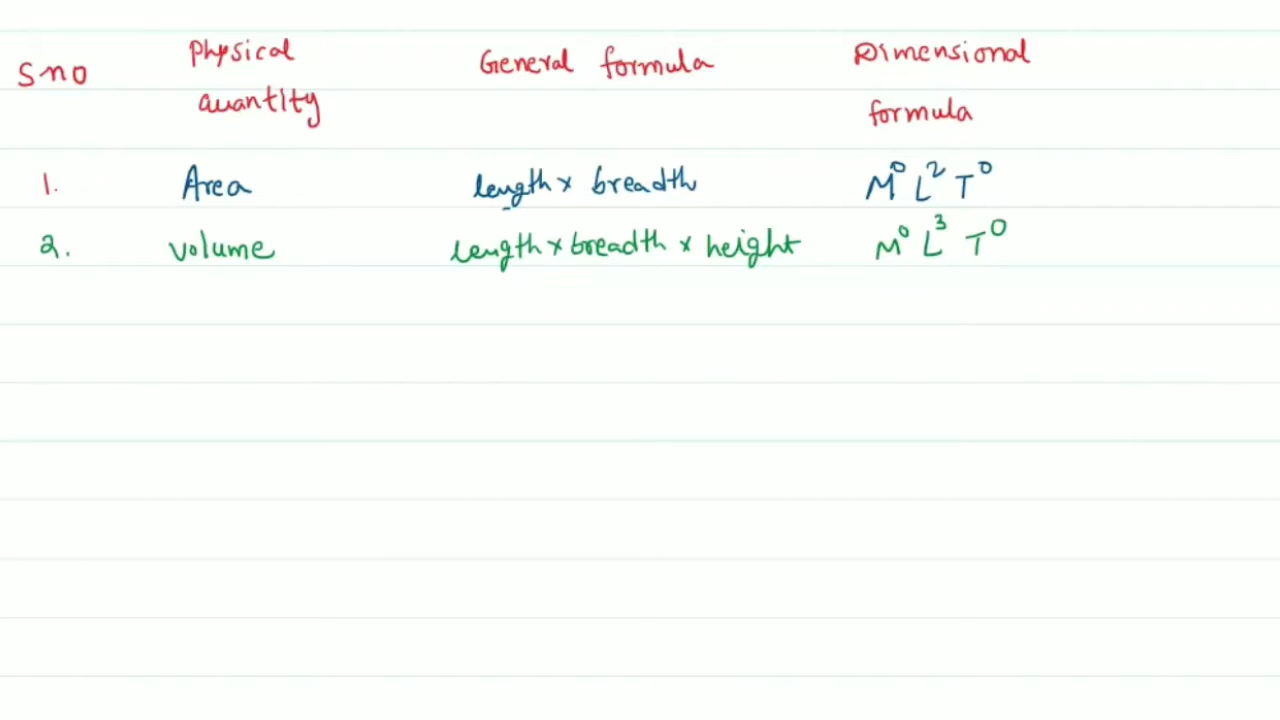 S no Physical quantity General formula Dimensional formula
1. Area length × breadth M⁰ L² T⁰
2. volume length × breadth × height M⁰ L³ T⁰